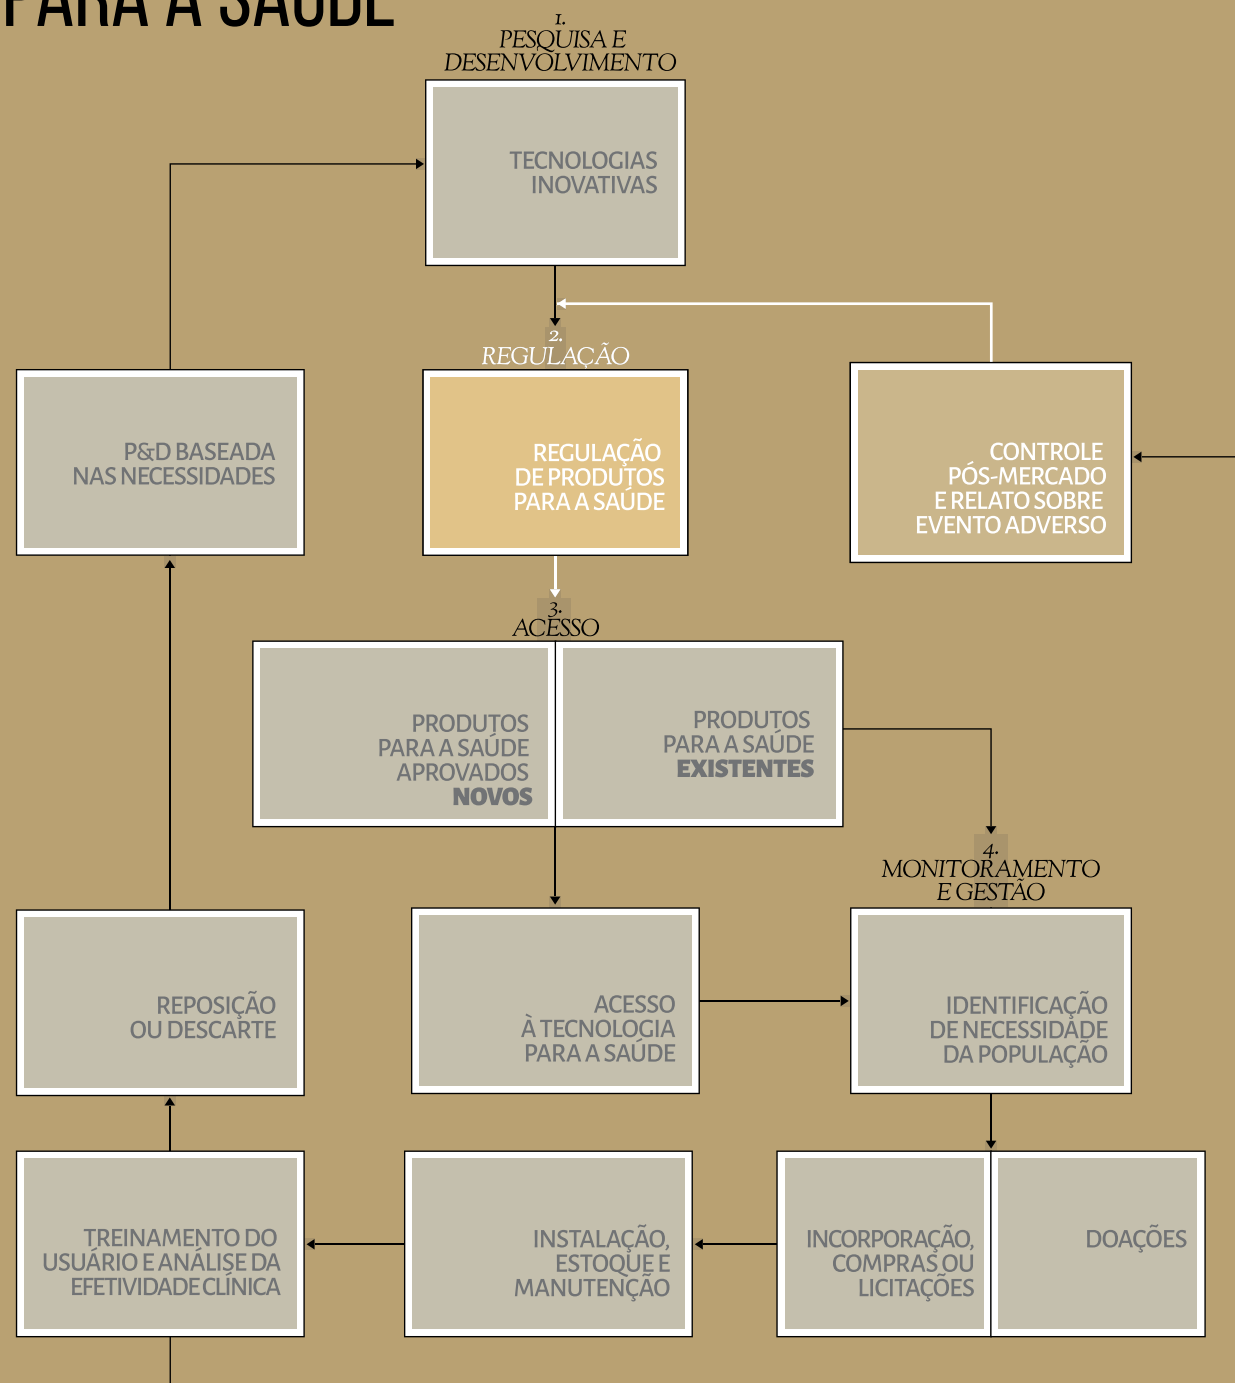 PARA A SAÚDE
1.
PESQUISA E
DESENVOLVIMENTO
TECNOLOGIAS
INOVATIVAS
2.
REGULAÇÃO
P&D BASEADA
NAS NECESSIDADES
REGULAÇÃO
DE PRODUTOS
PARA A SAÚDE
CONTROLE
PÓS-MERCADO
E RELATO SOBRE
EVENTO ADVERSO
3.
ACESSO
PRODUTOS
PARA A SAÚDE
APROVADOS
NOVOS
PRODUTOS
PARA A SAÚDE
EXISTENTES
4.
MONITORAMENTO
E GESTÃO
REPOSIÇÃO
OU DESCARTE
ACESSO
À TECNOLOGIA
PARA A SAÚDE
IDENTIFICAÇÃO
DE NECESSIDADE
DA POPULAÇÃO
TREINAMENTO DO
USUÁRIO E ANÁLISE DA
EFETIVIDADE CLÍNICA
INSTALAÇÃO,
ESTOQUE E
MANUTENÇÃO
INCORPORAÇÃO,
COMPRAS OU
LICITAÇÕES
DOAÇÕES